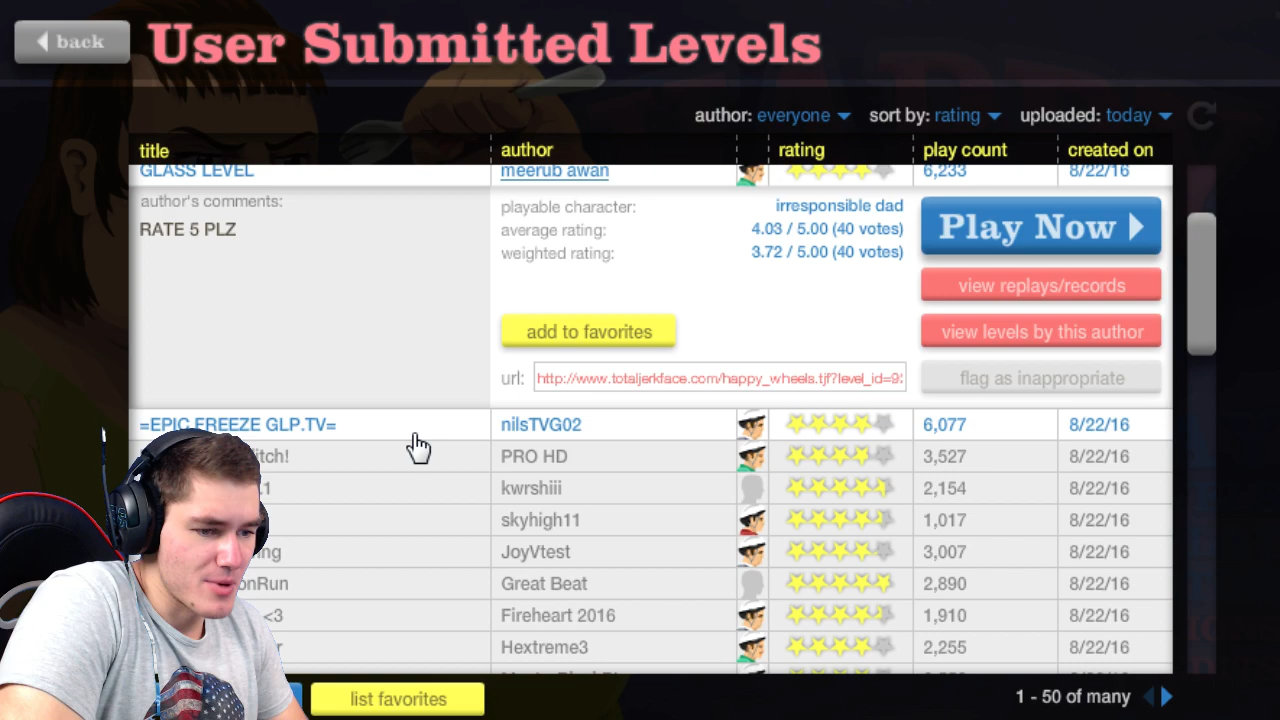 back
User Submitted Levels
author: everyone sort by: rating uploaded: today
title author rating play count created on
GLASS LEVEL meerub awan 6,233 8/22/16
author's comments:
RATE 5 PLZ
playable character: irresponsible dad
average rating: 4.03 / 5.00 (40 votes)
weighted rating: 3.72 / 5.00 (40 votes)
Play Now
view replays/records
add to favorites
view levels by this author
url: http://www.totaljerkface.com/happy_wheels.tjf?level_id=9
flag as inappropriate
=EPIC FREEZE GLP.TV= nilsTVG02 6,077 8/22/16
itch! PRO HD 3,527 8/22/16
1 kwrshiii 2,154 8/22/16
skyhigh11 1,017 8/22/16
ng JoyVtest 3,007 8/22/16
onRun Great Beat 2,890 8/22/16
<3 Fireheart 2016 1,910 8/22/16
r Hextreme3 2,255 8/22/16
list favorites
1 - 50 of many